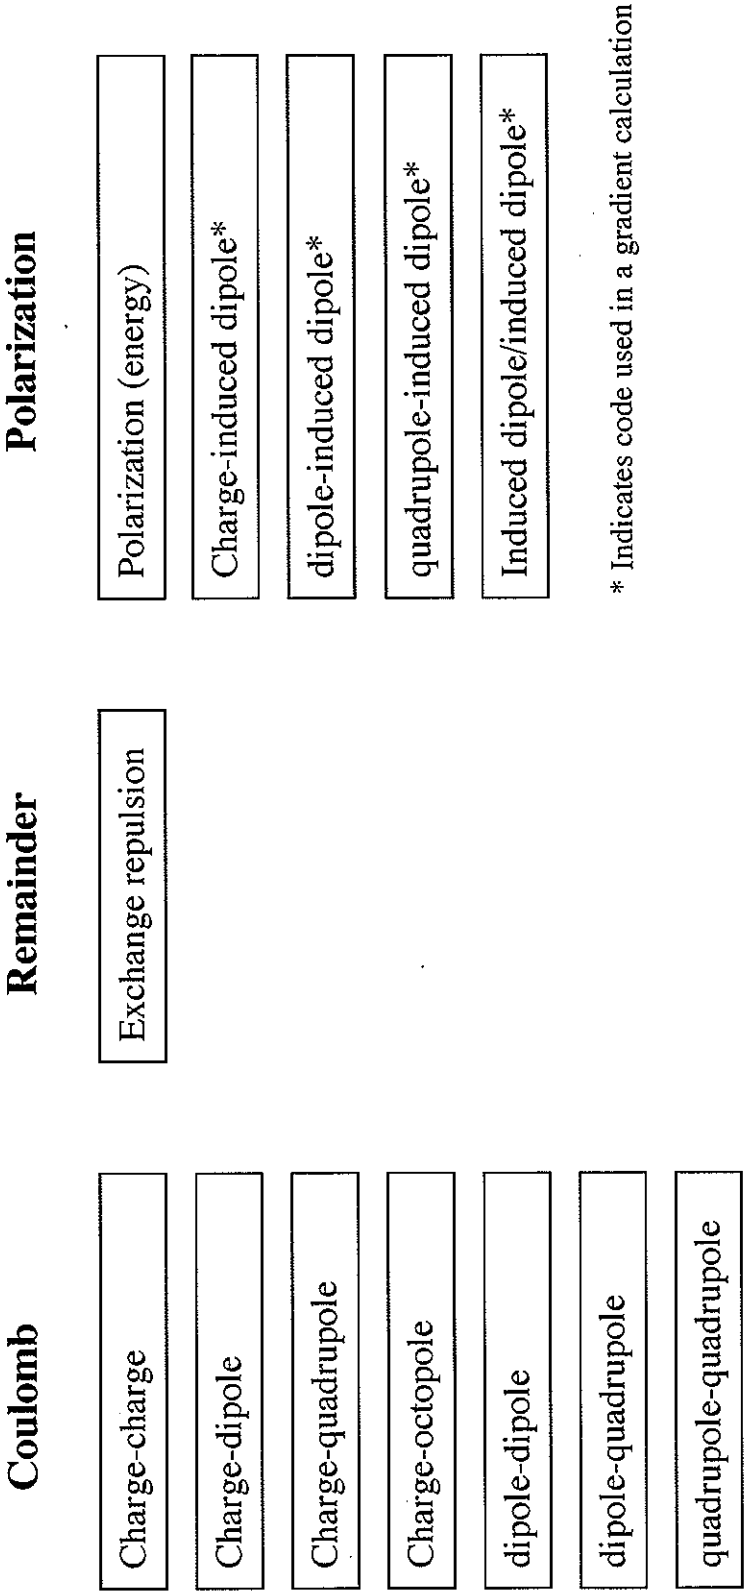 Coulomb
Charge-charge
Charge-dipole
Charge-quadrupole
Charge-octopole
dipole-dipole
dipole-quadrupole
quadrupole-quadrupole
Remainder
Exchange repulsion
Polarization
Polarization (energy)
Charge-induced dipole*
dipole-induced dipole*
quadrupole-induced dipole*
Induced dipole/induced dipole*
* Indicates code used in a gradient calculation